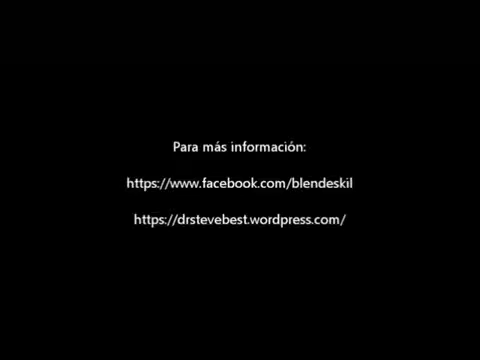 Para más información:
https://www.facebook.com/blendeskil
https://drstevebest.wordpress.com/